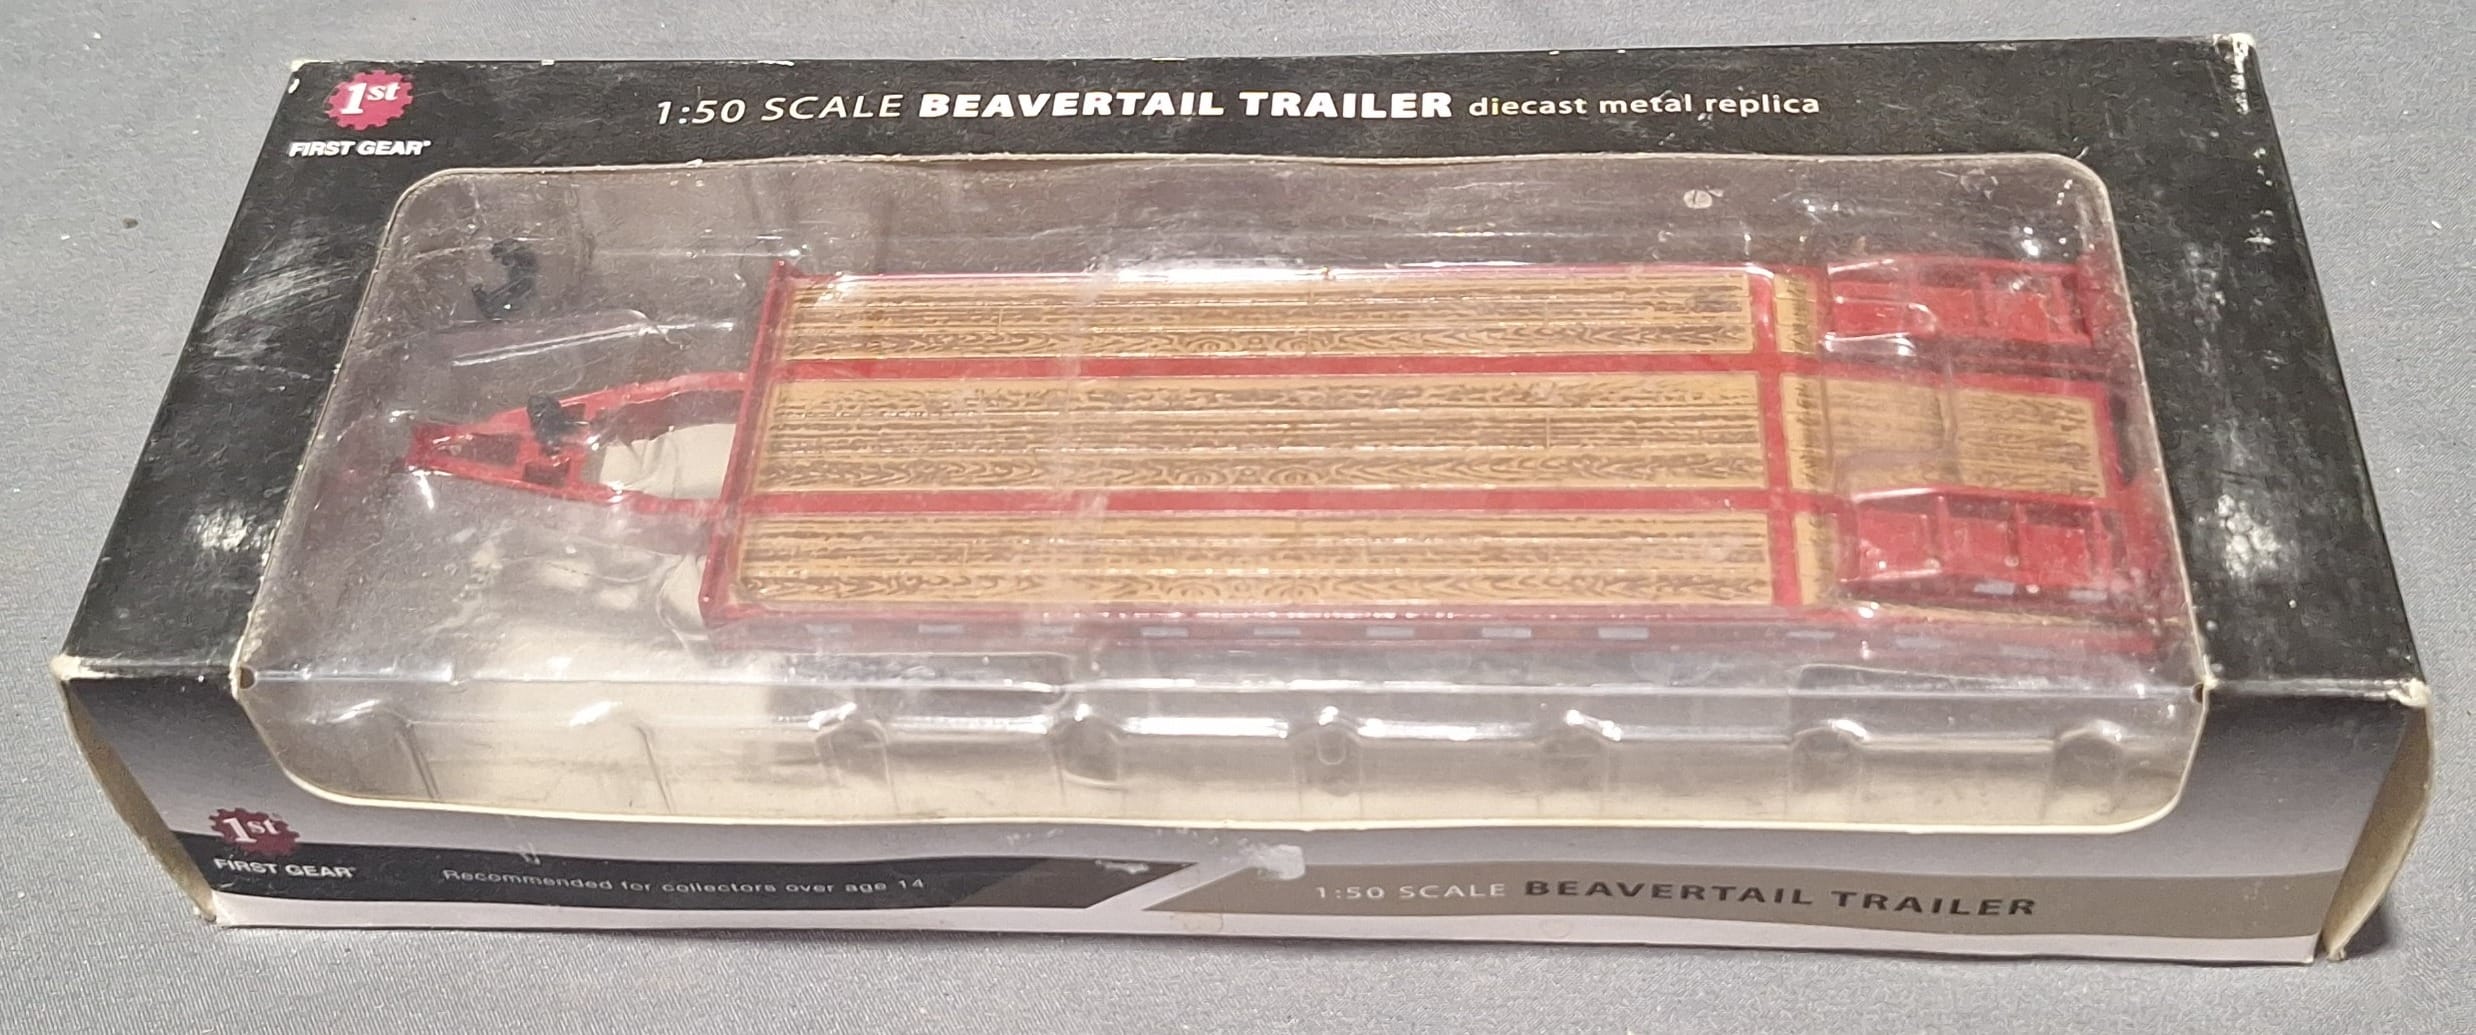 1st
FIRST GEAR®
1:50 SCALE BEAVERTAIL TRAILER diecast metal replica
1st
FIRST GEAR®
Recommended for collectors over age 14
1:50 SCALE BEAVERTAIL TRAILER